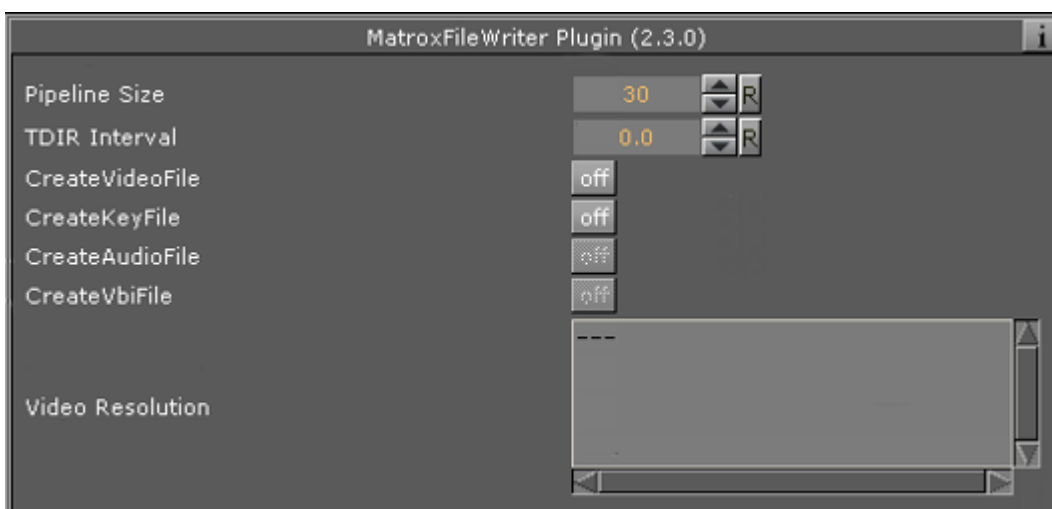 MatroxFileWriter Plugin (2.3.0) i
Pipeline Size 30 R
TDIR Interval 0.0 R
CreateVideoFile off
CreateKeyFile off
CreateAudioFile off
CreateVbiFile off
---
Video Resolution